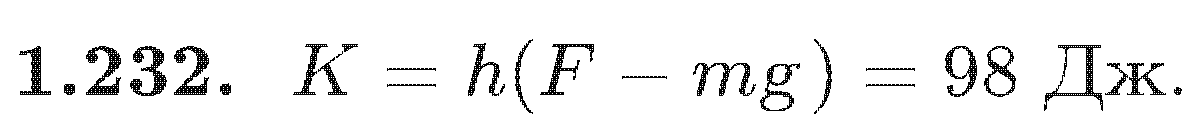 1.232. K = h(F − mg) = 98 Дж.